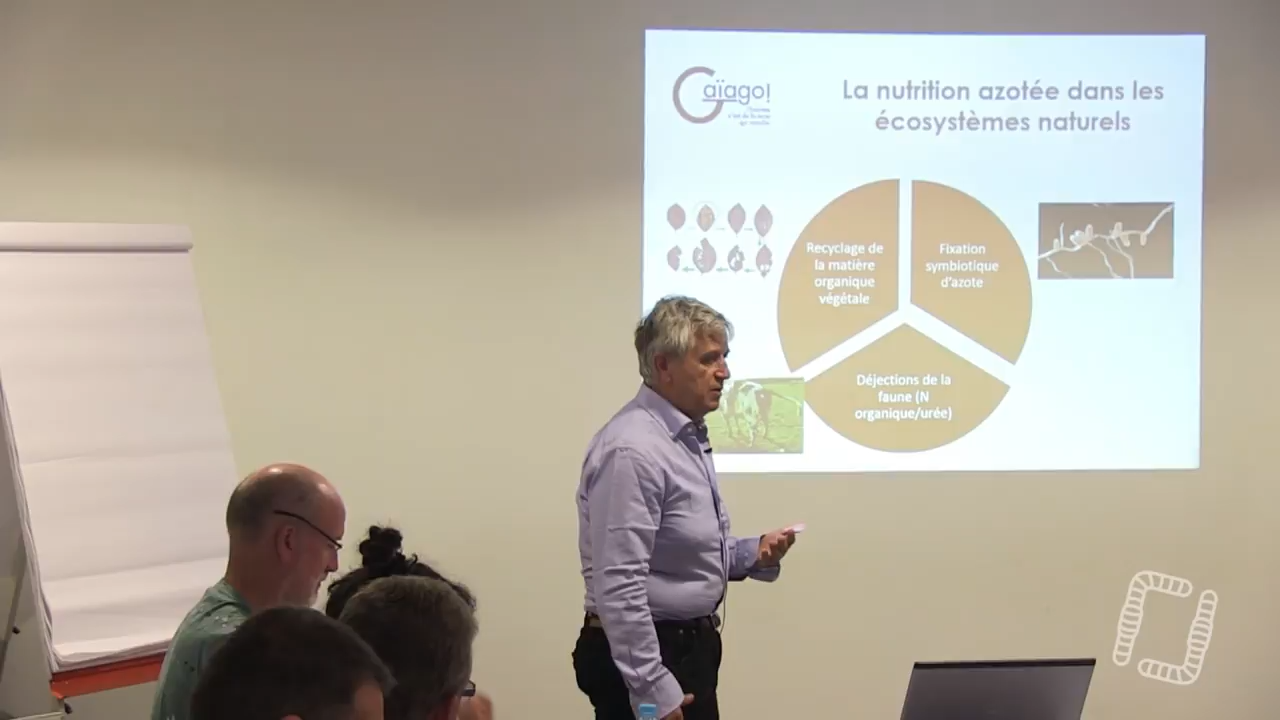 Gaïago!
La nutrition azotée dans les
écosystèmes naturels
Recyclage de
la matière
organique
végétale
Fixation
symbiotique
d'azote
Déjections de la
faune (N
organique/urée)